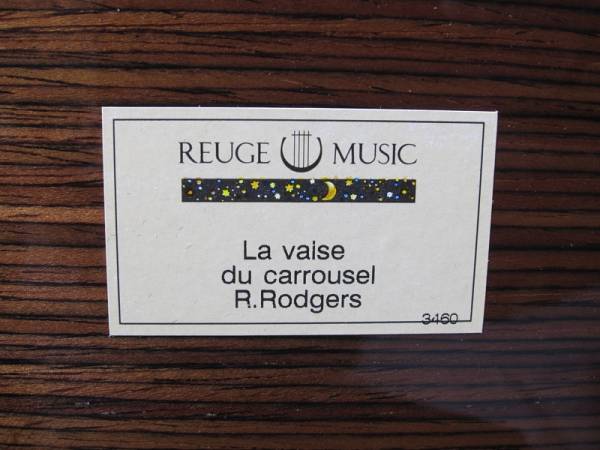 REUGE MUSIC
La vaise
du carrousel
R.Rodgers
3460